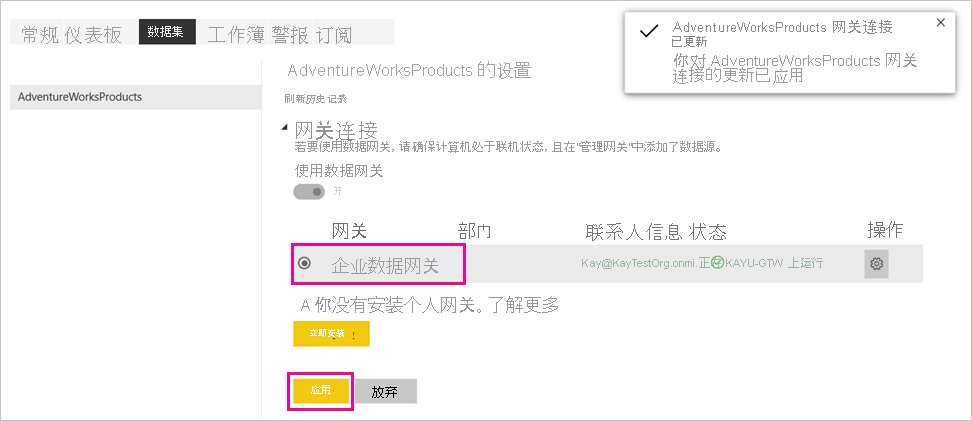 常规 仪表板 数据集 工作簿 警报 订阅
AdventureWorksProducts 网关连接
已更新
你对 AdventureWorksProducts 网关
连接的更新已应用
AdventureWorksProducts
AdventureWorksProducts 的设置
刷新历史记录
网关连接
若要使用数据网关, 请确保计算机处于联机状态, 且在"管理网关"中添加了数据源。
使用数据网关
开
网关 部门 联系人信息 状态 操作
企业数据网关 Kay@KayTestOrg.onmi.正 KAYU-GTW 上运行
A 你没有安装个人网关。了解更多
立即安装 !
应用
放弃